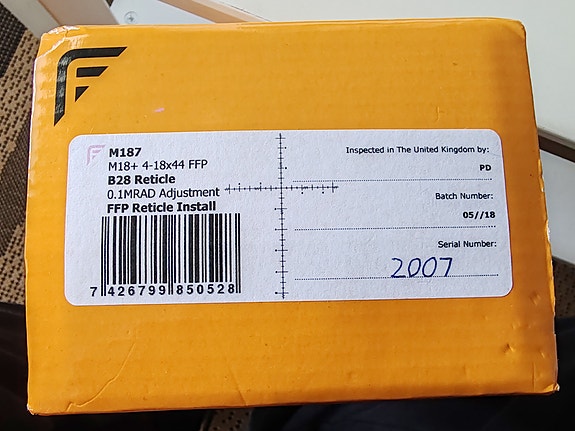 M187
M18+ 4-18x44 FFP
B28 Reticle
0.1MRAD Adjustment
FFP Reticle Install
7 426799 850528
Inspected in The United Kingdom by:
PD
Batch Number:
05//18
Serial Number:
2007